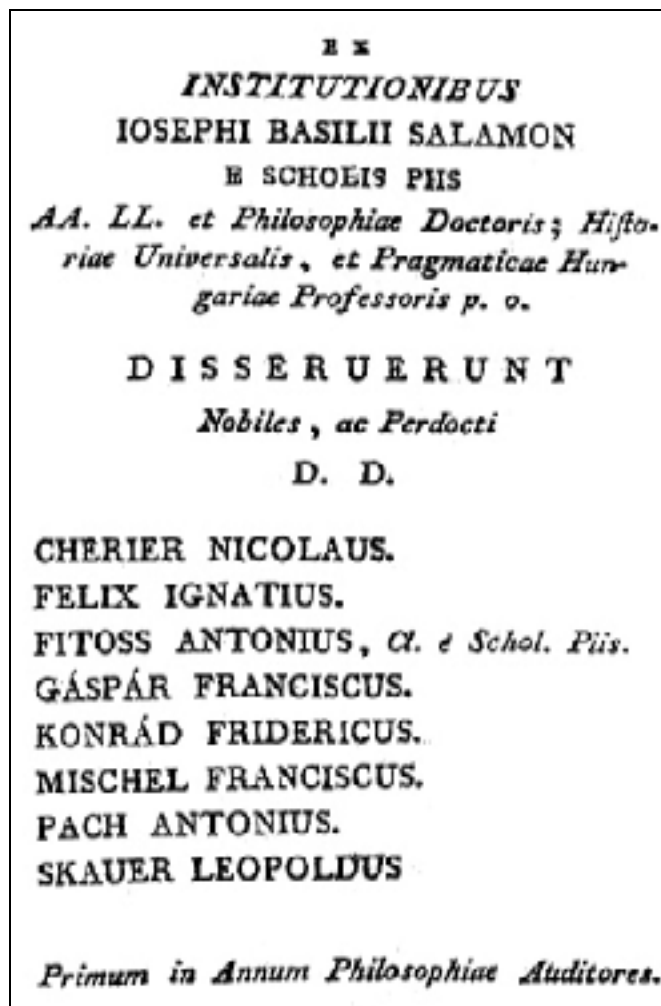 EX
INSTITUTIONIBUS
IOSEPHI BASILII SALAMON
E SCHOLIS PIIS
AA. LL. et Philosophiae Doctoris; Histo-
riae Universalis, et Pragmaticae Hun-
gariae Professoris p. o.
DISSERUERUNT
Nobiles, ac Perdocti
D. D.
CHERIER NICOLAUS.
FELIX IGNATIUS.
FITOSS ANTONIUS, Cl. é Schol. Piis.
GÁSPÁR FRANCISCUS.
KONRÁD FRIDERICUS.
MISCHEL FRANCISCUS.
PACH ANTONIUS.
SKAUER LEOPOLDUS
Primum in Annum Philosophiae Auditores.